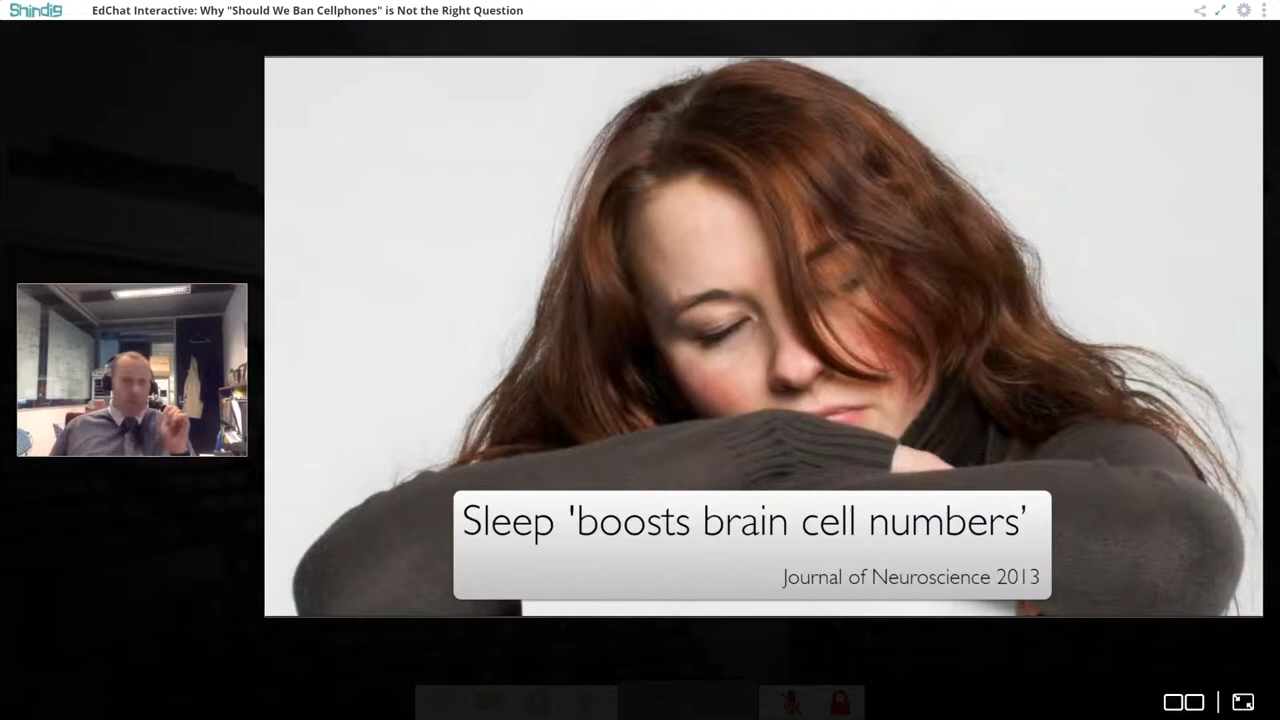 Shindig
EdChat Interactive: Why "Should We Ban Cellphones" is Not the Right Question
Sleep 'boosts brain cell numbers’
Journal of Neuroscience 2013